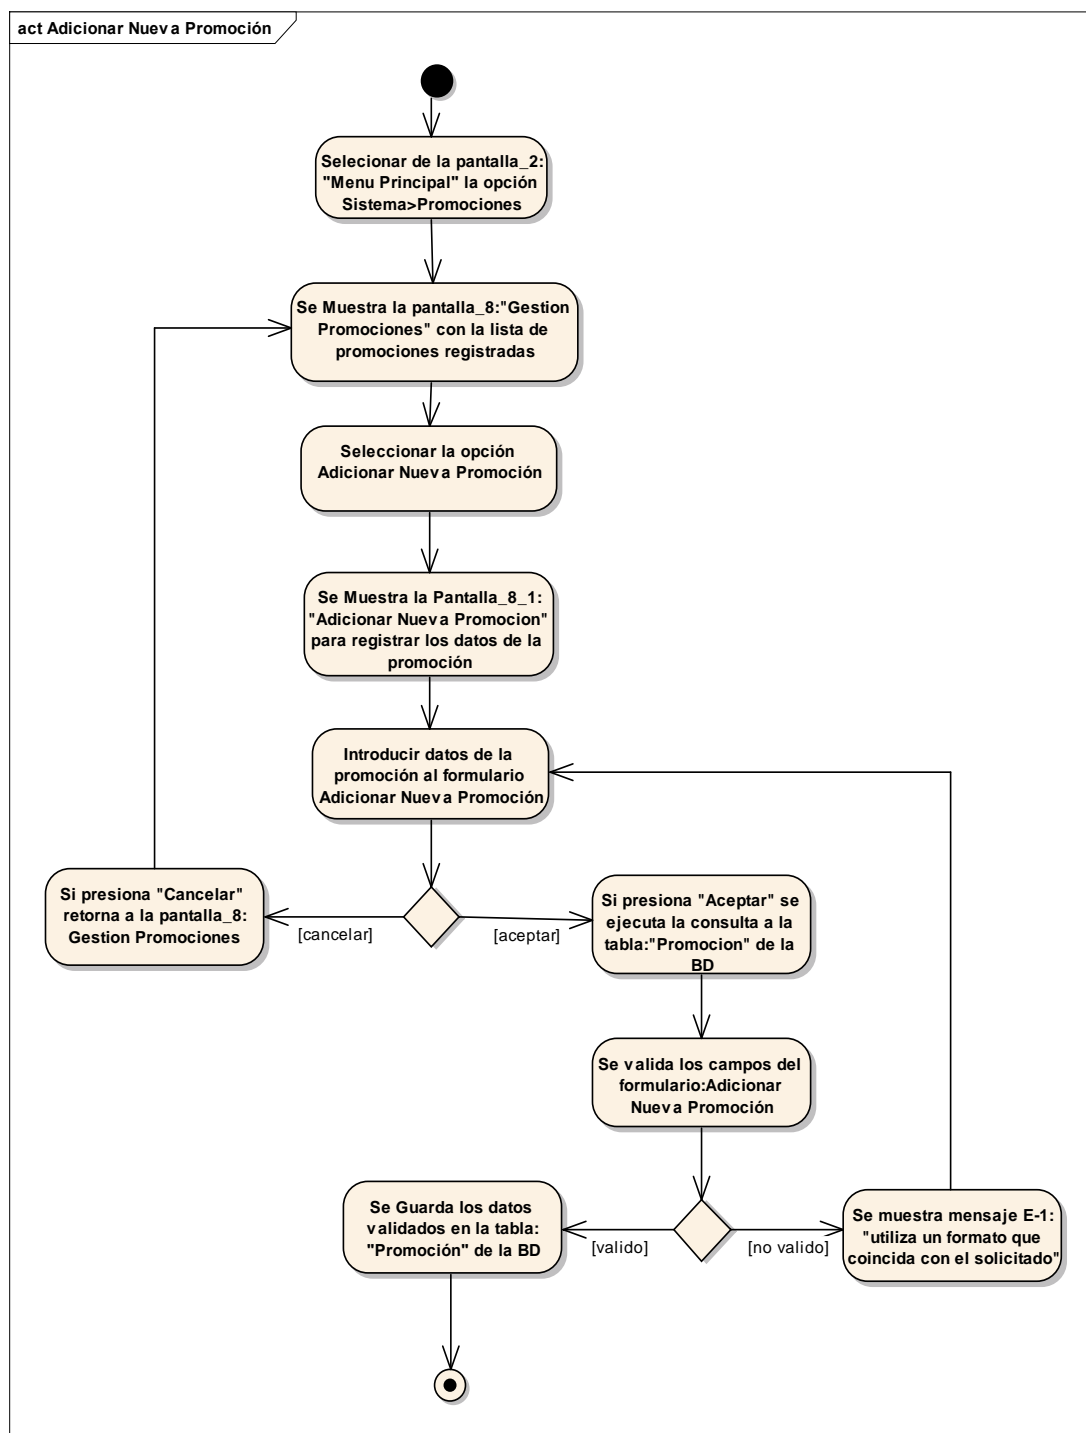 act Adicionar Nueva Promoción
Selecionar de la pantalla_2:
"Menu Principal" la opción
Sistema>Promociones
Se Muestra la pantalla_8:"Gestion
Promociones" con la lista de
promociones registradas
Seleccionar la opción
Adicionar Nueva Promoción
Se Muestra la Pantalla_8_1:
"Adicionar Nueva Promocion"
para registrar los datos de la
promoción
Introducir datos de la
promoción al formulario
Adicionar Nueva Promoción
Si presiona "Cancelar"
retorna a la pantalla_8:
Gestion Promociones
[cancelar]
[aceptar]
Si presiona "Aceptar" se
ejecuta la consulta a la
tabla:"Promocion" de la
BD
Se valida los campos del
formulario:Adicionar
Nueva Promoción
Se Guarda los datos
validados en la tabla:
"Promoción" de la BD
[valido]
[no valido]
Se muestra mensaje E-1:
"utiliza un formato que
coincida con el solicitado"